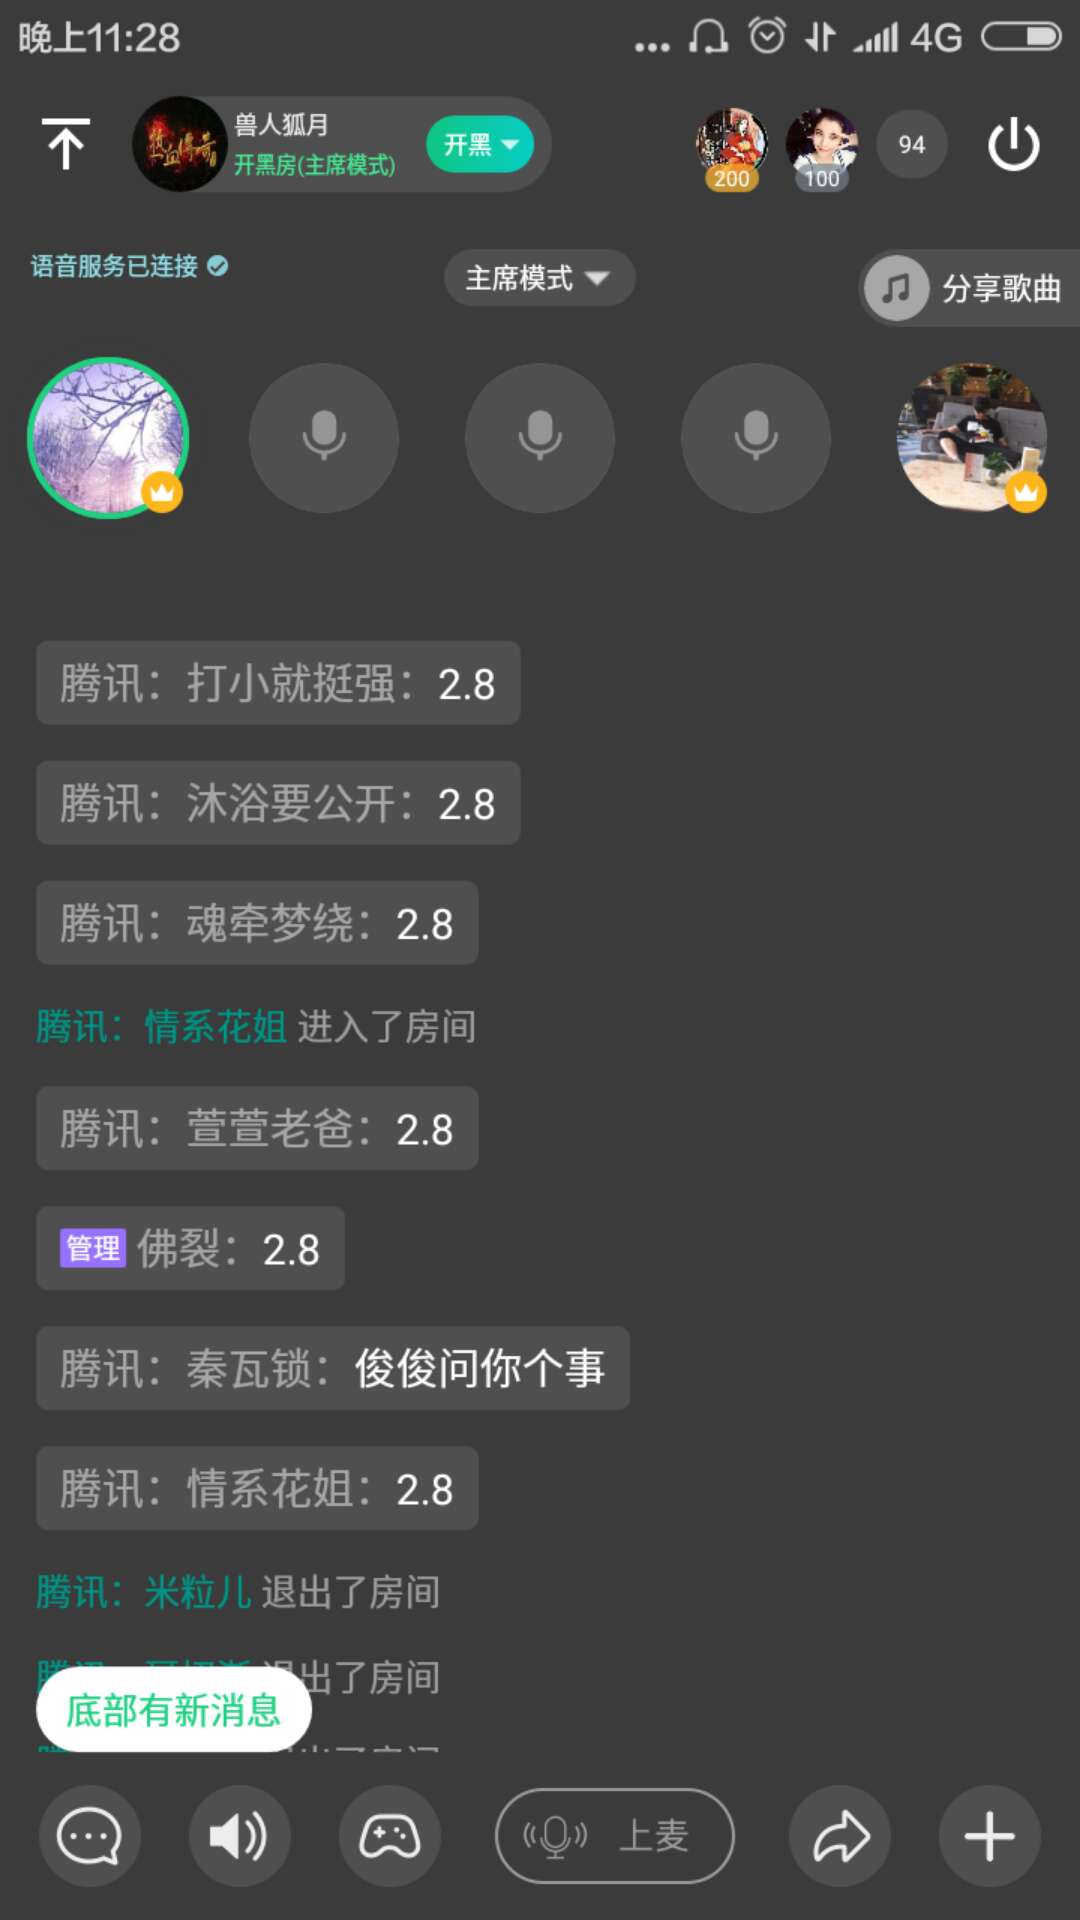 晚上11:28
4G
兽人狐月
开黑房(主席模式)
开黑
热血传奇
200
100
94
语音服务已连接
主席模式
分享歌曲
腾讯：打小就挺强：2.8
腾讯：沐浴要公开：2.8
腾讯：魂牵梦绕：2.8
腾讯：情系花姐 进入了房间
腾讯：萱萱老爸：2.8
管理 佛裂：2.8
腾讯：秦瓦锁：俊俊问你个事
腾讯：情系花姐：2.8
腾讯：米粒儿 退出了房间
退出了房间
底部有新消息
上麦